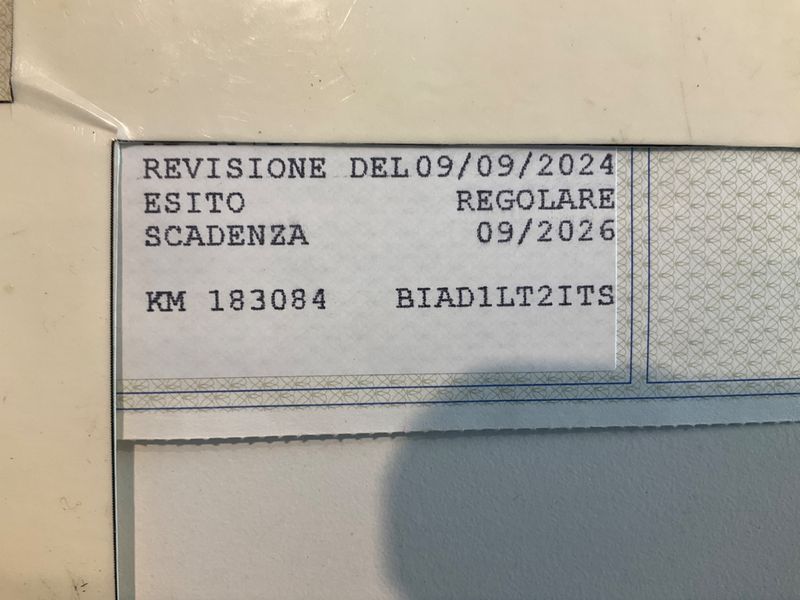 REVISIONE DEL09/09/2024
ESITO REGOLARE
SCADENZA 09/2026
KM 183084 BIAD1LT2ITS